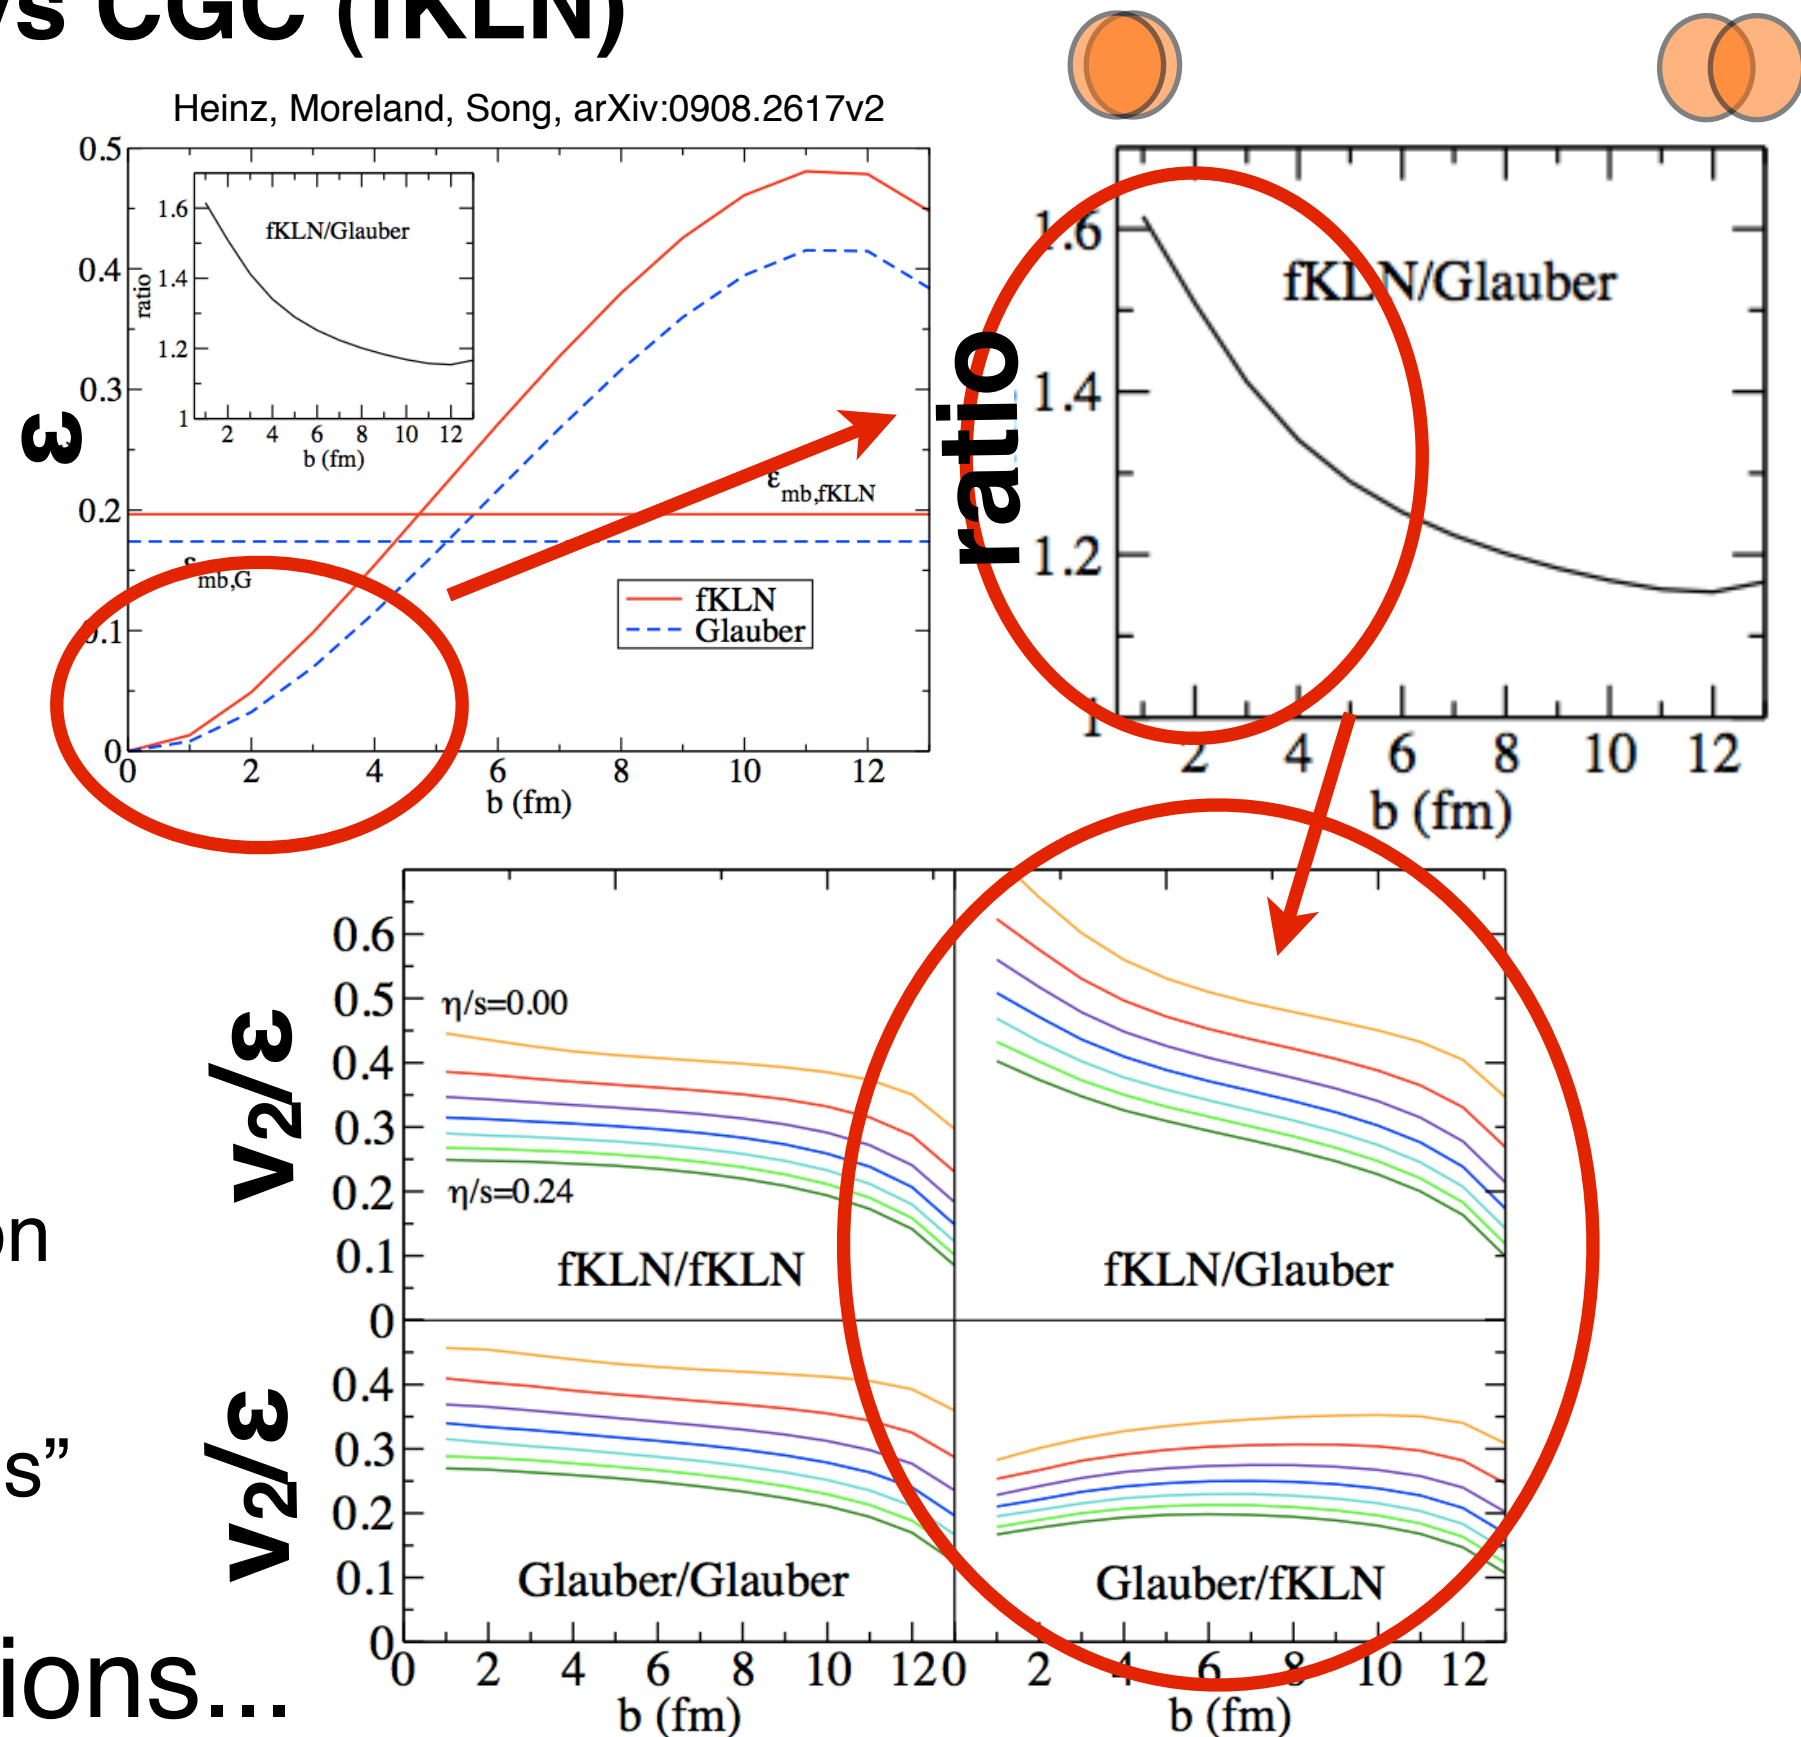 vs CGC (fKLN)
Heinz, Moreland, Song, arXiv:0908.2617v2
0.5
0.4
0.3
0.2
0.1
0
ε
1.6
1.4
1.2
1
ratio
fKLN/Glauber
2 4 6 8 10 12
b (fm)
ε mb,fKLN
ε mb,G
fKLN
Glauber
0 2 4 6 8 10 12
b (fm)
ratio
1.6
1.4
1.2
1
fKLN/Glauber
2 4 6 8 10 12
b (fm)
v2/ε
0.6
0.5
0.4
0.3
0.2
0.1
0
η/s=0.00
η/s=0.24
fKLN/fKLN
fKLN/Glauber
on
v2/ε
0.4
0.3
0.2
0.1
0
s”
Glauber/Glauber
Glauber/fKLN
0 2 4 6 8 10 12 0 2 4 6 8 10 12
b (fm)
b (fm)
ions...